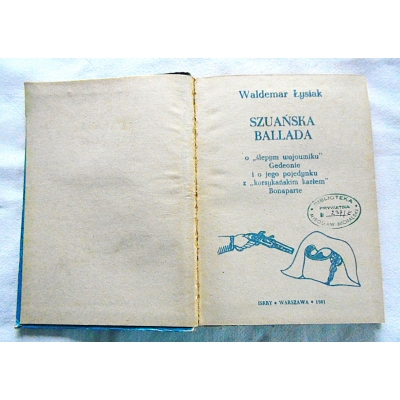 Waldemar Łysiak
SZUAŃSKA
BALLADA
o „ślepym wojowniku”
Gedeonie
i o jego pojedynku
z „korsykańskim karłem”
Bonaparte
BIBLIOTEKA
PRYWATNA
ISKRY • WARSZAWA • 1981